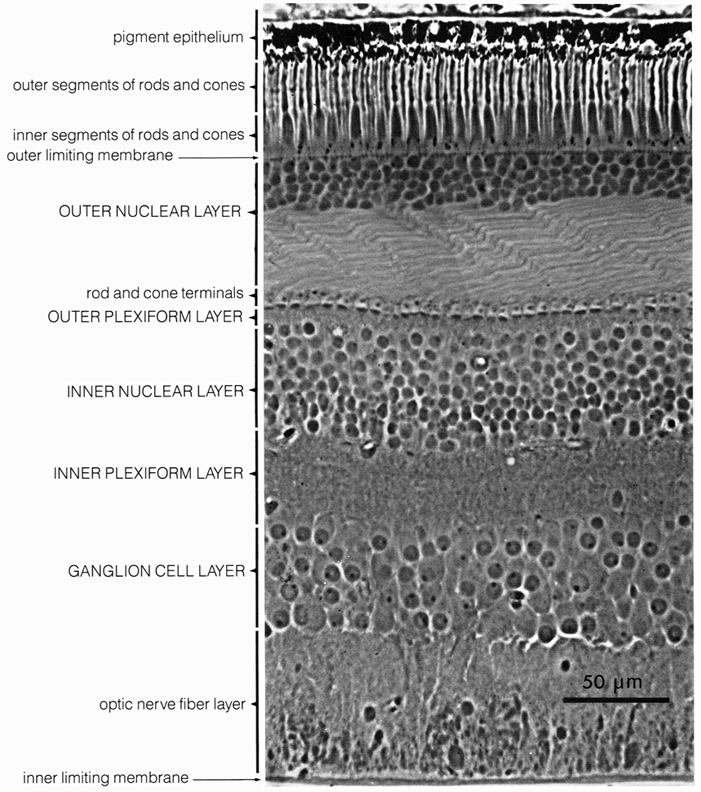 pigment epithelium
outer segments of rods and cones
inner segments of rods and cones
outer limiting membrane
OUTER NUCLEAR LAYER
rod and cone terminals
OUTER PLEXIFORM LAYER
INNER NUCLEAR LAYER
INNER PLEXIFORM LAYER
GANGLION CELL LAYER
50 µm
optic nerve fiber layer
inner limiting membrane